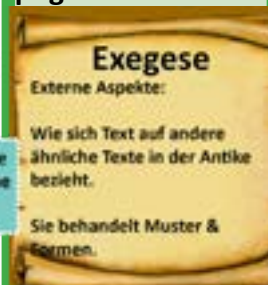 Exegese
Externe Aspekte:
Wie sich Text auf andere
ähnliche Texte in der Antike
bezieht.
Sie behandelt Muster &
Formen.